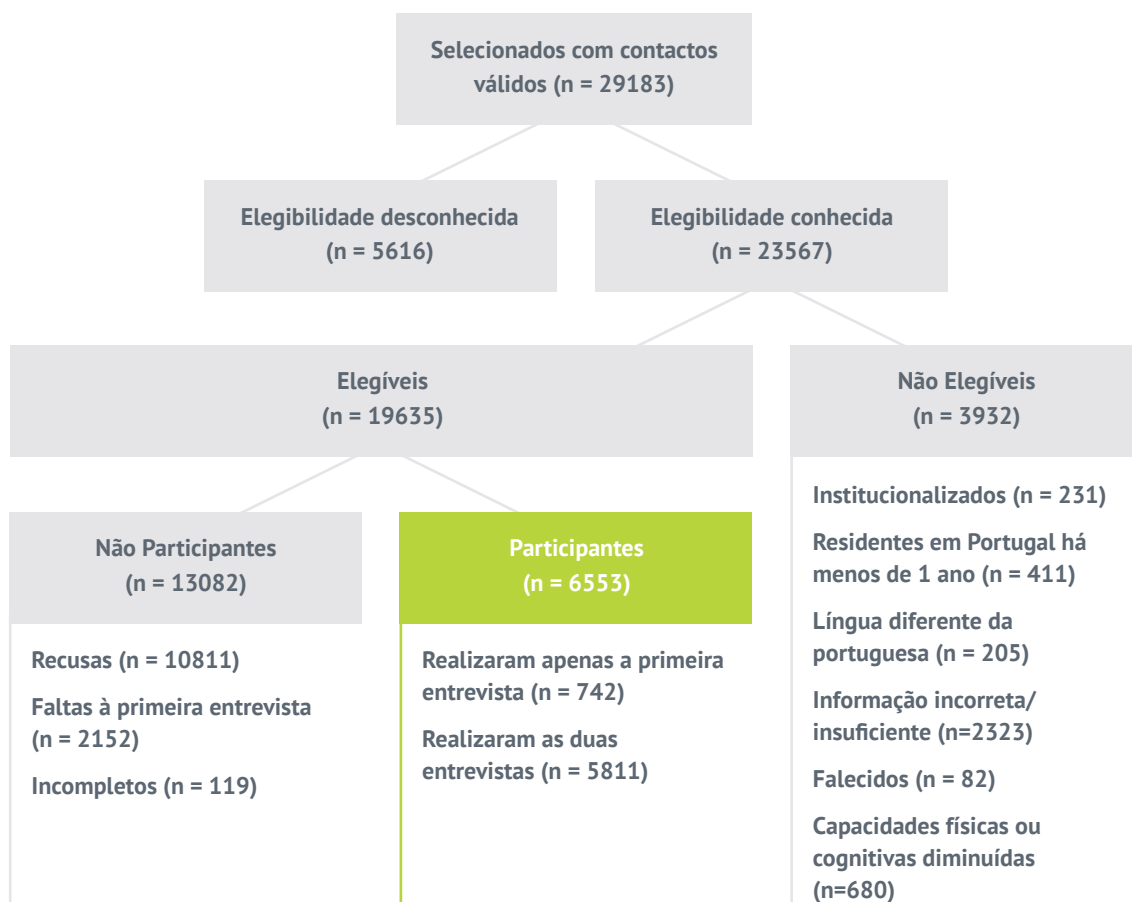 Selecionados com contactos
válidos (n = 29183)
Elegibilidade desconhecida
(n = 5616)
Elegibilidade conhecida
(n = 23567)
Elegíveis
(n = 19635)
Não Elegíveis
(n = 3932)
Não Participantes
(n = 13082)
Recusas (n = 10811)
Faltas à primeira entrevista
(n = 2152)
Incompletos (n = 119)
Participantes
(n = 6553)
Realizaram apenas a primeira
entrevista (n = 742)
Realizaram as duas
entrevistas (n = 5811)
Institucionalizados (n = 231)
Residentes em Portugal há
menos de 1 ano (n = 411)
Língua diferente da
portuguesa (n = 205)
Informação incorreta/
insuficiente (n=2323)
Falecidos (n = 82)
Capacidades físicas ou
cognitivas diminuídas
(n=680)